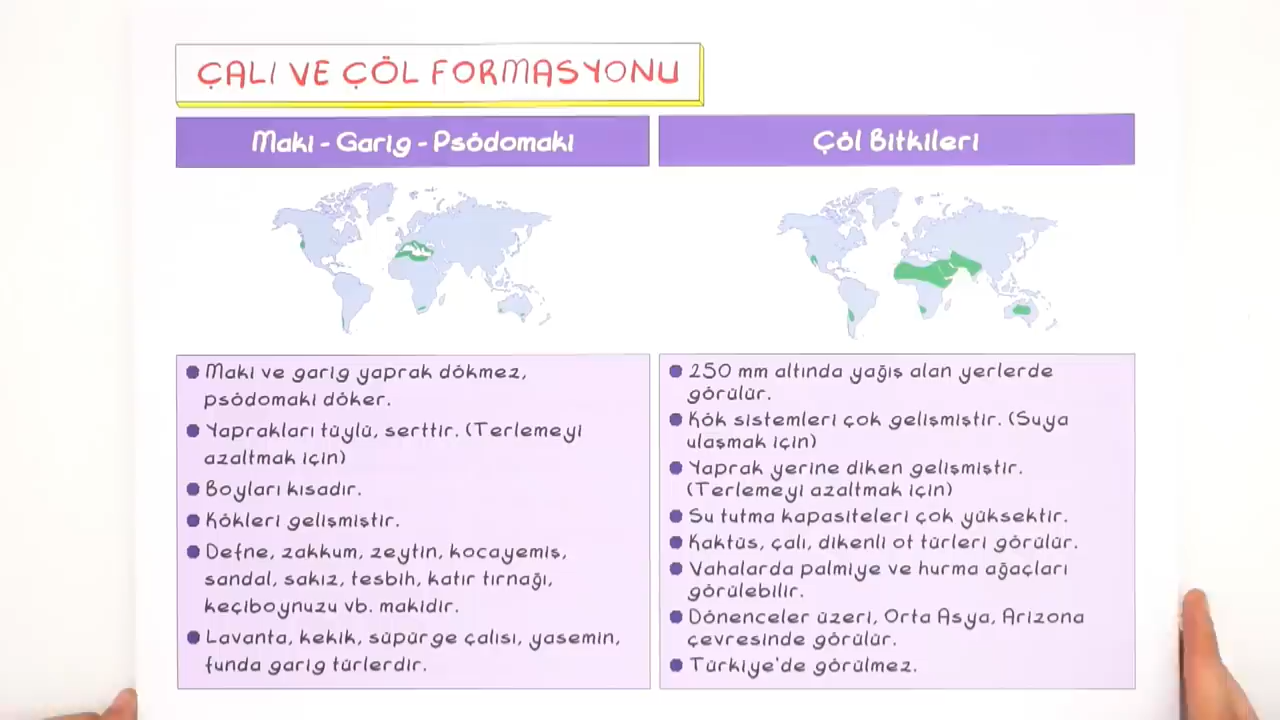 ÇALI VE ÇÖL FORMASYONU
Maki - Garig - Psödomaki
Maki ve garig yaprak dökmez,
psödomaki döker.
Yaprakları tüylü, serttir. (Terlemeyi
azaltmak için)
Boyları kısadır.
Kökleri gelişmiştir.
Defne, zakkum, zeytin, kocayemiş,
sandal, sakız, tesbih, katır tırnağı,
keçiboynuzu vb. makidir.
Lavanta, kekik, süpürge çalısı, yasemin,
funda garig türlerdir.
Çöl Bitkileri
250 mm altında yağış alan yerlerde
görülür.
Kök sistemleri çok gelişmiştir. (Suya
ulaşmak için)
Yaprak yerine diken gelişmiştir.
(Terlemeyi azaltmak için)
Su tutma kapasiteleri çok yüksektir.
Kaktüs, çalı, dikenli ot türleri görülür.
Vahalarda palmiye ve hurma ağaçları
görülebilir.
Dönenceler üzeri, Orta Asya, Arizona
çevresinde görülür.
Türkiye'de görülmez.